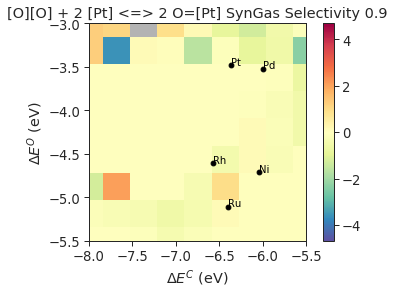 [O][O] + 2 [Pt] <=> 2 O=[Pt] SynGas Selectivity 0.9
−3.0
−3.5
−4.0
−4.5
−5.0
−5.5
ΔE^O (eV)
Pt
Pd
Rh
Ni
Ru
−8.0 −7.5 −7.0 −6.5 −6.0 −5.5
ΔE^C (eV)
4
2
0
−2
−4